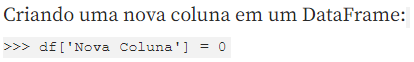 Criando uma nova coluna em um DataFrame:
>>> df['Nova Coluna'] = 0